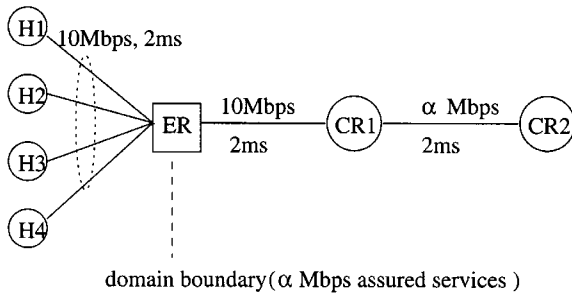 H1
10Mbps, 2ms
H2
H3
H4
ER
10Mbps
2ms
CR1
α Mbps
2ms
CR2
domain boundary(α Mbps assured services )